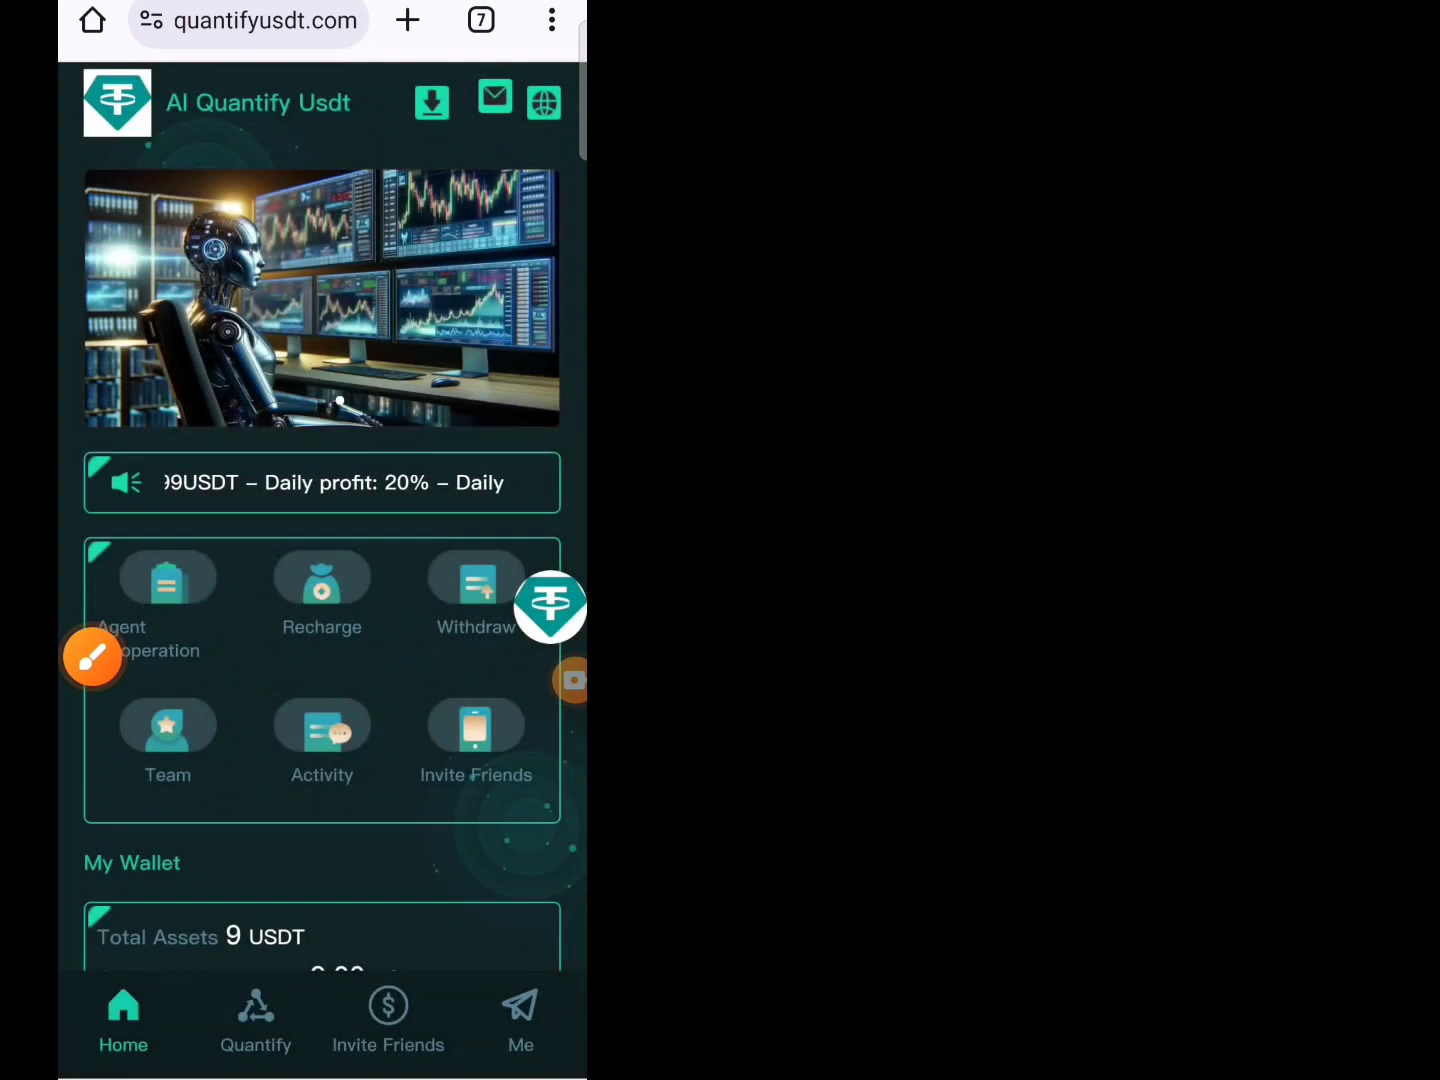 quantifyusdt.com
7
AI Quantify Usdt
99USDT – Daily profit: 20% – Daily
Agent
operation
Recharge
Withdraw
Team
Activity
Invite Friends
My Wallet
Total Assets 9 USDT
Home
Quantify
Invite Friends
Me